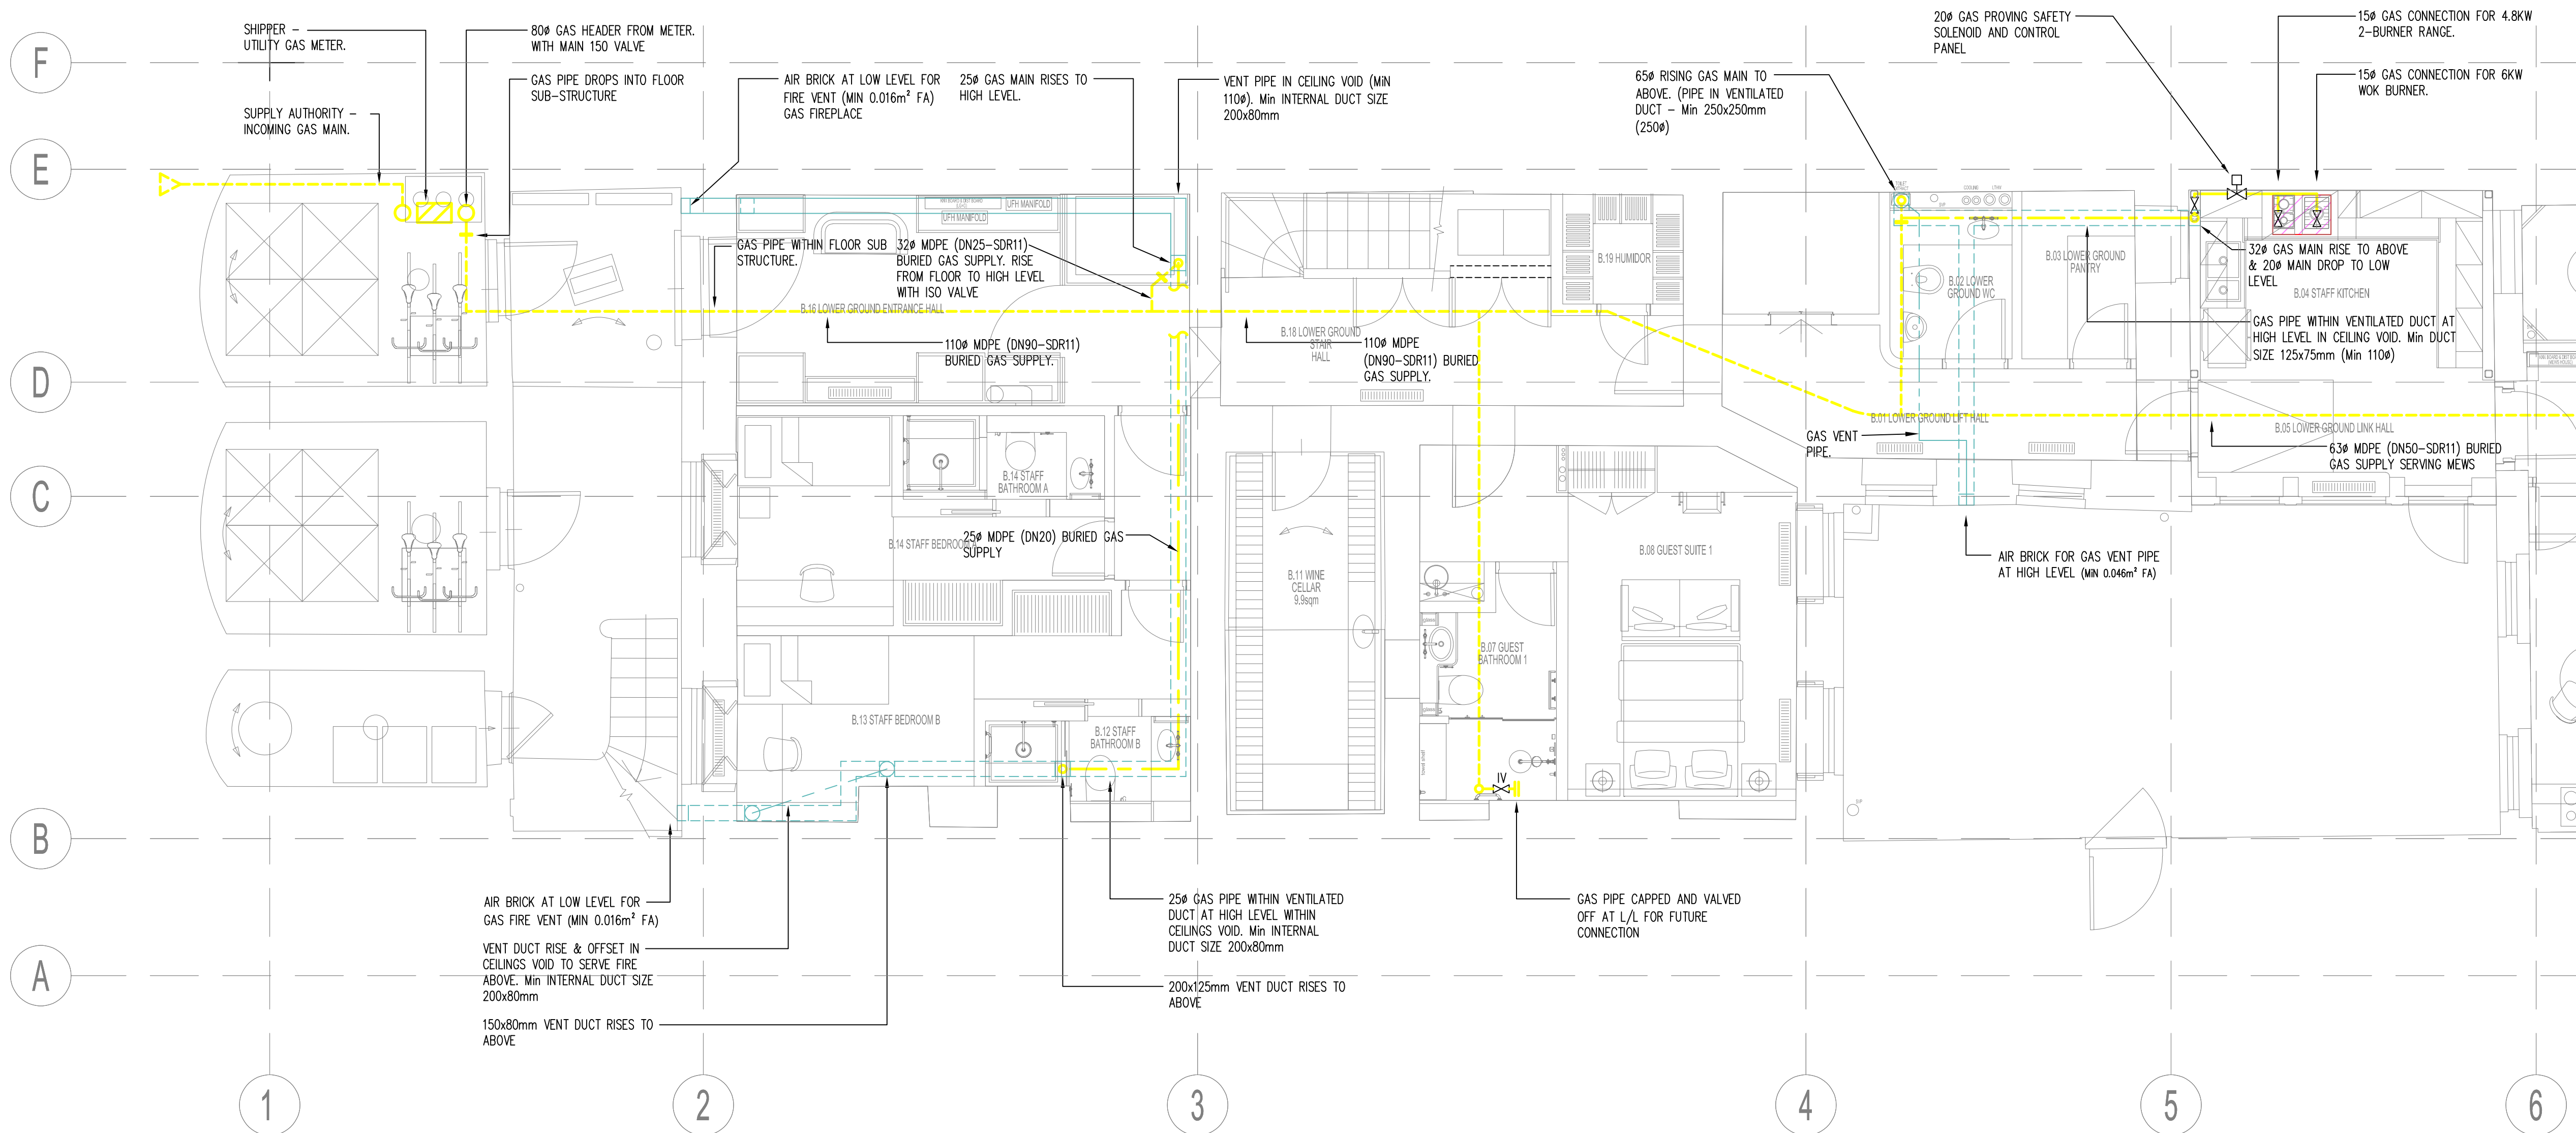 SHIPPER -
UTILITY GAS METER.
80ø GAS HEADER FROM METER.
WITH MAIN 150 VALVE
GAS PIPE DROPS INTO FLOOR
SUB-STRUCTURE
SUPPLY AUTHORITY -
INCOMING GAS MAIN.
AIR BRICK AT LOW LEVEL FOR
FIRE VENT (MIN 0.016m² FA)
GAS FIREPLACE
25ø GAS MAIN RISES TO
HIGH LEVEL.
VENT PIPE IN CEILING VOID (MiN
110ø). Min INTERNAL DUCT SIZE
200x80mm
65ø RISING GAS MAIN TO
ABOVE. (PIPE IN VENTILATED
DUCT - Min 250x250mm
(250ø)
20ø GAS PROVING SAFETY
SOLENOID AND CONTROL
PANEL
15ø GAS CONNECTION FOR 4.8KW
2-BURNER RANGE.
15ø GAS CONNECTION FOR 6KW
WOK BURNER.
F
E
D
C
B
A
UFH MANIFOLD
UFH MANIFOLD
GAS PIPE WITHIN FLOOR SUB
STRUCTURE.
32ø MDPE (DN25-SDR11)
BURIED GAS SUPPLY. RISE
FROM FLOOR TO HIGH LEVEL
WITH ISO VALVE
B.16 LOWER GROUND ENTRANCE HALL
110ø MDPE (DN90-SDR11)
BURIED GAS SUPPLY.
B.18 LOWER GROUND
STAIR
HALL
110ø MDPE
(DN90-SDR11) BURIED
GAS SUPPLY.
B.19 HUMIDOR
COOLING
LTHW
B.02 LOWER
GROUND WC
B.03 LOWER GROUND
PANTRY
32ø GAS MAIN RISE TO ABOVE
& 20ø MAIN DROP TO LOW
LEVEL
B.04 STAFF KITCHEN
GAS PIPE WITHIN VENTILATED DUCT AT
HIGH LEVEL IN CEILING VOID. Min DUCT
SIZE 125x75mm (Min 110ø)
B.01 LOWER GROUND LIFT HALL
B.05 LOWER GROUND LINK HALL
GAS VENT
PIPE.
63ø MDPE (DN50-SDR11) BURIED
GAS SUPPLY SERVING MEWS
B.14 STAFF
BATHROOM A
B.14 STAFF BEDROOM A
25ø MDPE (DN20) BURIED GAS
SUPPLY
B.11 WINE
CELLAR
9.9sqm
B.08 GUEST SUITE 1
AIR BRICK FOR GAS VENT PIPE
AT HIGH LEVEL (MIN 0.046m² FA)
B.07 GUEST
BATHROOM 1
B.13 STAFF BEDROOM B
B.12 STAFF
BATHROOM B
IV
AIR BRICK AT LOW LEVEL FOR
GAS FIRE VENT (MIN 0.016m² FA)
VENT DUCT RISE & OFFSET IN
CEILINGS VOID TO SERVE FIRE
ABOVE. Min INTERNAL DUCT SIZE
200x80mm
150x80mm VENT DUCT RISES TO
ABOVE
25ø GAS PIPE WITHIN VENTILATED
DUCT AT HIGH LEVEL WITHIN
CEILINGS VOID. Min INTERNAL
DUCT SIZE 200x80mm
200x125mm VENT DUCT RISES TO
ABOVE
GAS PIPE CAPPED AND VALVED
OFF AT L/L FOR FUTURE
CONNECTION
1
2
3
4
5
6